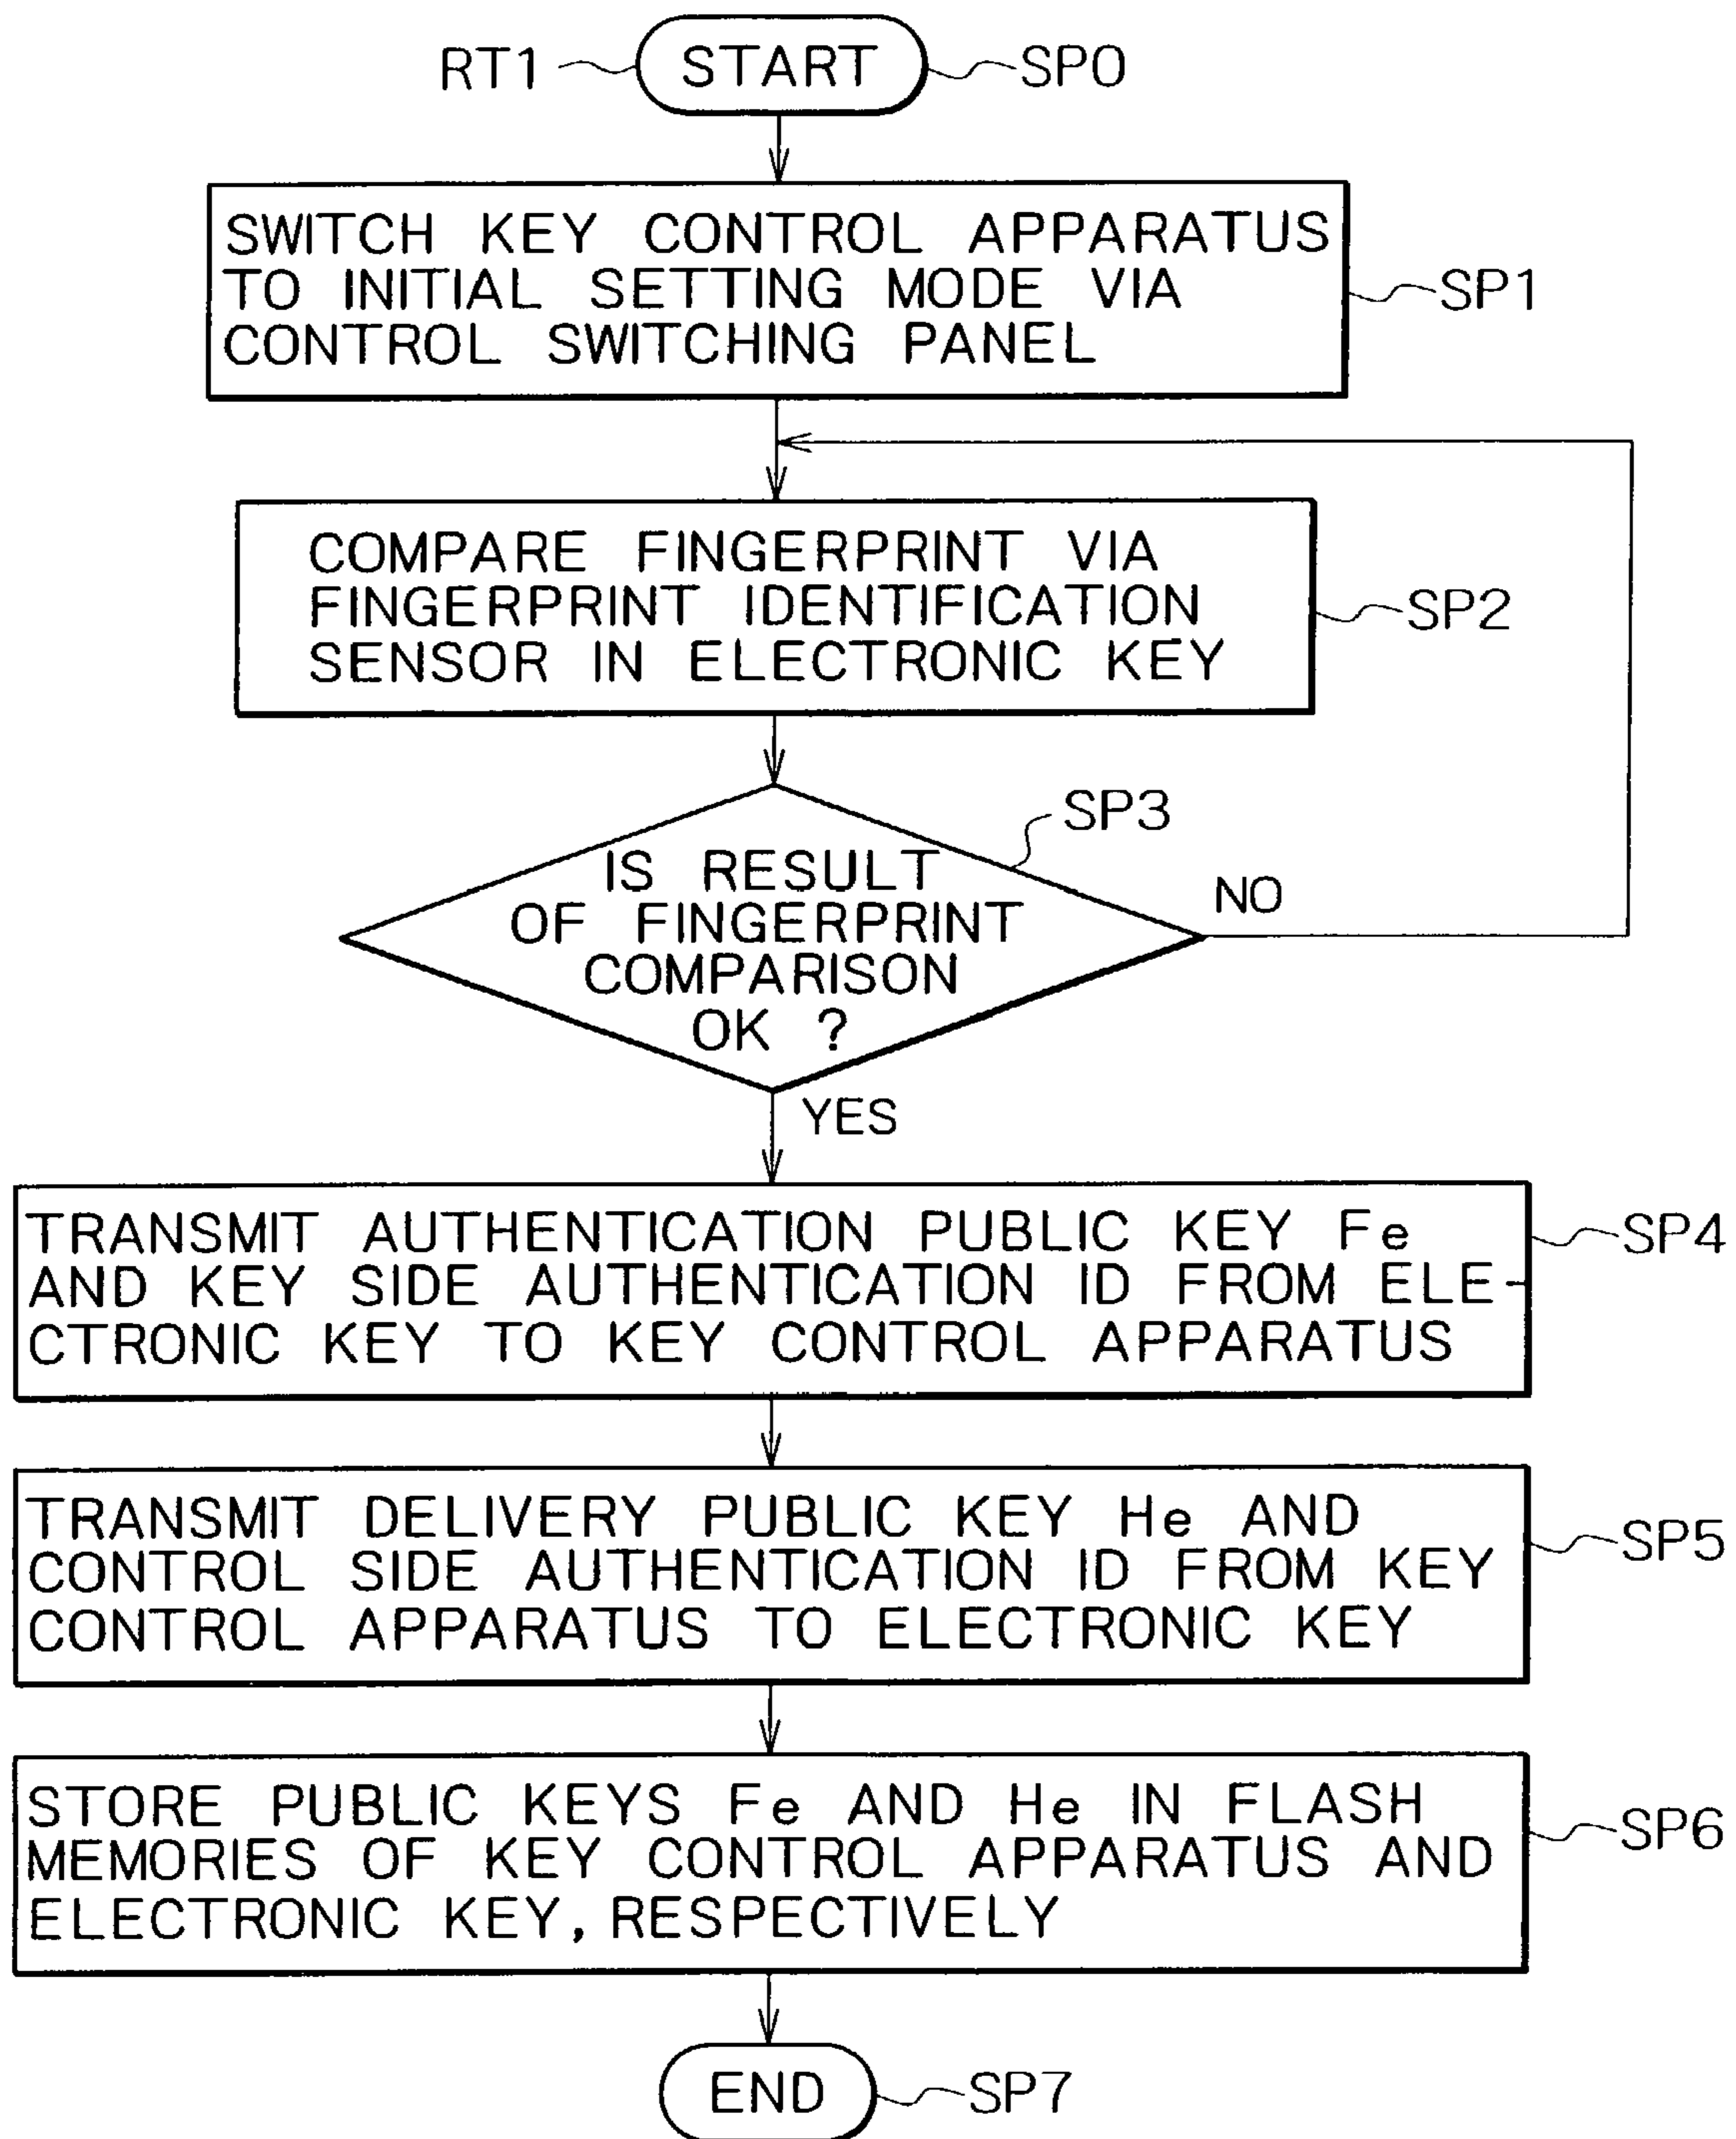 RT1 START SP0
SWITCH KEY CONTROL APPARATUS
TO INITIAL SETTING MODE VIA
CONTROL SWITCHING PANEL
SP1
COMPARE FINGERPRINT VIA
FINGERPRINT IDENTIFICATION
SENSOR IN ELECTRONIC KEY
SP2
SP3
IS RESULT
OF FINGERPRINT
COMPARISON
OK ?
NO
YES
TRANSMIT AUTHENTICATION PUBLIC KEY Fe
AND KEY SIDE AUTHENTICATION ID FROM ELE-
CTRONIC KEY TO KEY CONTROL APPARATUS
SP4
TRANSMIT DELIVERY PUBLIC KEY He AND
CONTROL SIDE AUTHENTICATION ID FROM KEY
CONTROL APPARATUS TO ELECTRONIC KEY
SP5
STORE PUBLIC KEYS Fe AND He IN FLASH
MEMORIES OF KEY CONTROL APPARATUS AND
ELECTRONIC KEY, RESPECTIVELY
SP6
END SP7